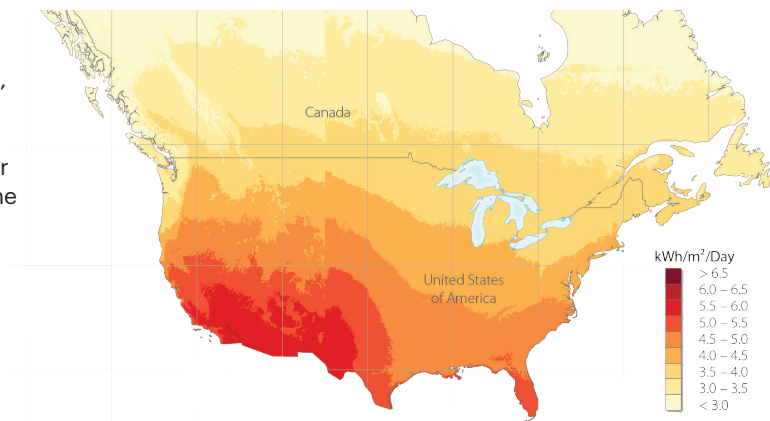 ,
r
ne
Canada
United States
of America
kWh/m²/Day
> 6.5
6.0 – 6.5
5.5 – 6.0
5.0 – 5.5
4.5 – 5.0
4.0 – 4.5
3.5 – 4.0
3.0 – 3.5
< 3.0